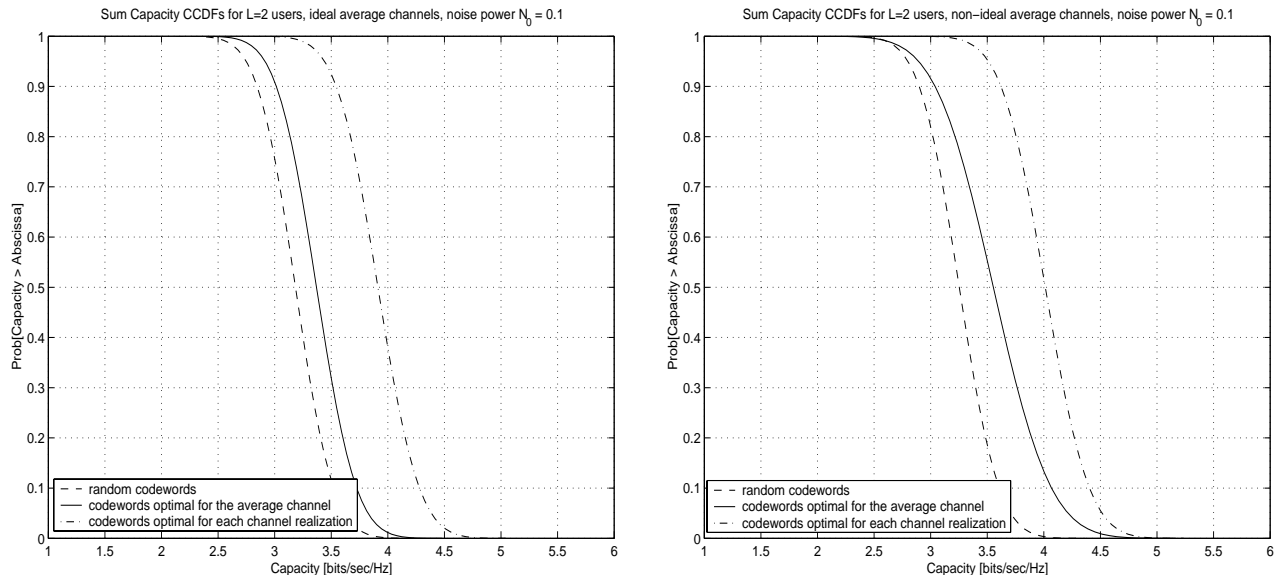 Sum Capacity CCDFs for L=2 users, ideal average channels, noise power N0 = 0.1
1
0.9
0.8
0.7
0.6
0.5
0.4
0.3
0.2
0.1
0
Prob[Capacity > Abscissa]
random codewords
codewords optimal for the average channel
codewords optimal for each channel realization
1 1.5 2 2.5 3 3.5 4 4.5 5 5.5 6
Capacity [bits/sec/Hz]
Sum Capacity CCDFs for L=2 users, non−ideal average channels, noise power N0 = 0.1
1
0.9
0.8
0.7
0.6
0.5
0.4
0.3
0.2
0.1
0
Prob[Capacity > Abscissa]
random codewords
codewords optimal for the average channel
codewords optimal for each channel realization
1 1.5 2 2.5 3 3.5 4 4.5 5 5.5 6
Capacity [bits/sec/Hz]